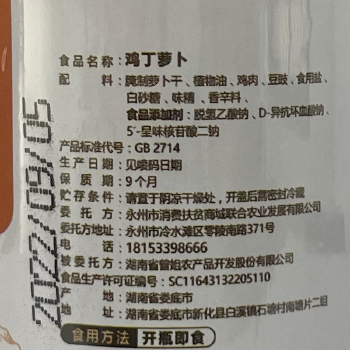 食品名称：鸡丁萝卜
配　　料：腌制萝卜干、植物油、鸡肉、豆豉、食用盐、
白砂糖、味精、香辛料、
食品添加剂：脱氢乙酸钠、D-异抗坏血酸钠、
5′-呈味核苷酸二钠
产品标准代号：GB 2714
生产日期：见喷码日期
保 质 期：9个月
贮存条件：请置于阴凉干燥处，开盖后需密封冷藏
委 托 方：永州市消费扶贫商城联合农业发展有限公司
委托方地址：永州市冷水滩区零陵南路371号
电　　话：18153398666
被委托方：湖南省曾姐农产品开发股份有限公司
食品生产许可证编号：SC11643132205110
产　　地：湖南省娄底市
地　　址：湖南省娄底市新化县白溪镇石塘村南塘片二组
食用方法 开瓶即食
2022/09/05